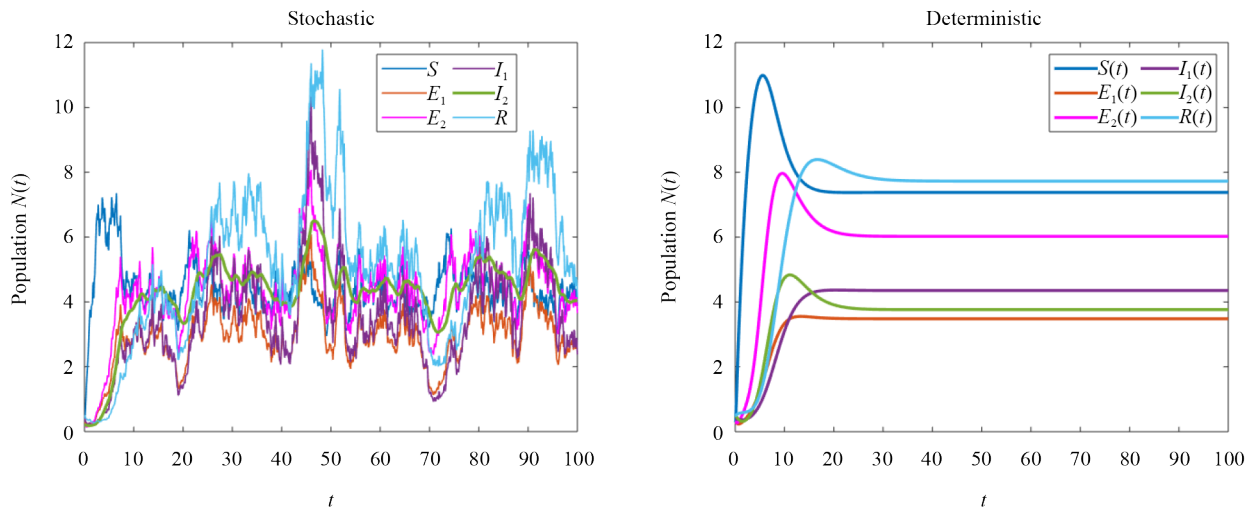 Stochastic
Population N(t)
12
10
8
6
4
2
0
S I₁
E₁ I₂
E₂ R
0 10 20 30 40 50 60 70 80 90 100
t
Deterministic
Population N(t)
12
10
8
6
4
2
0
S(t) I₁(t)
E₁(t) I₂(t)
E₂(t) R(t)
0 10 20 30 40 50 60 70 80 90 100
t